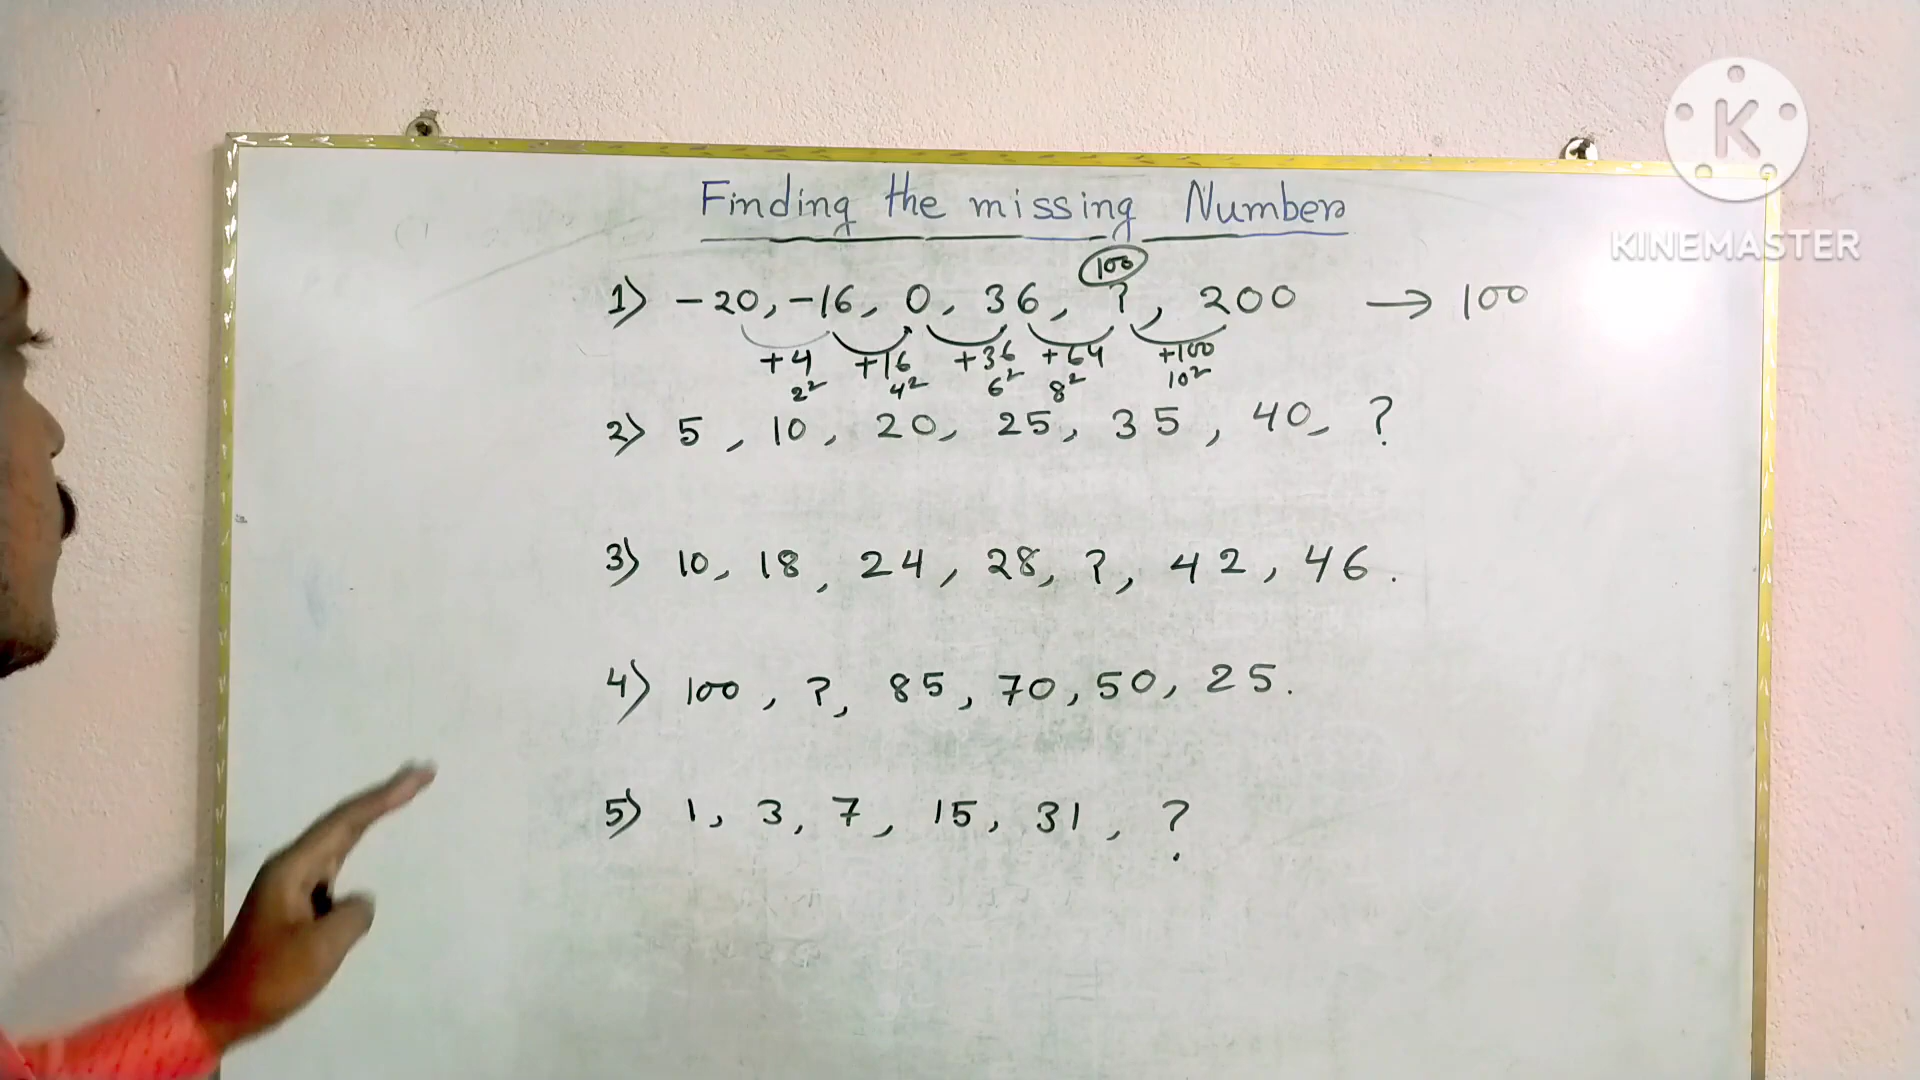 K
KINEMASTER
Finding the missing Number
100
1) -20, -16, 0, 36, ?, 200 → 100
+4 +16 +36 +64 +100
2² 4² 6² 8² 10²
2) 5, 10, 20, 25, 35, 40, ?
3) 10, 18, 24, 28, ?, 42, 46.
4) 100, ?, 85, 70, 50, 25.
5) 1, 3, 7, 15, 31, ?